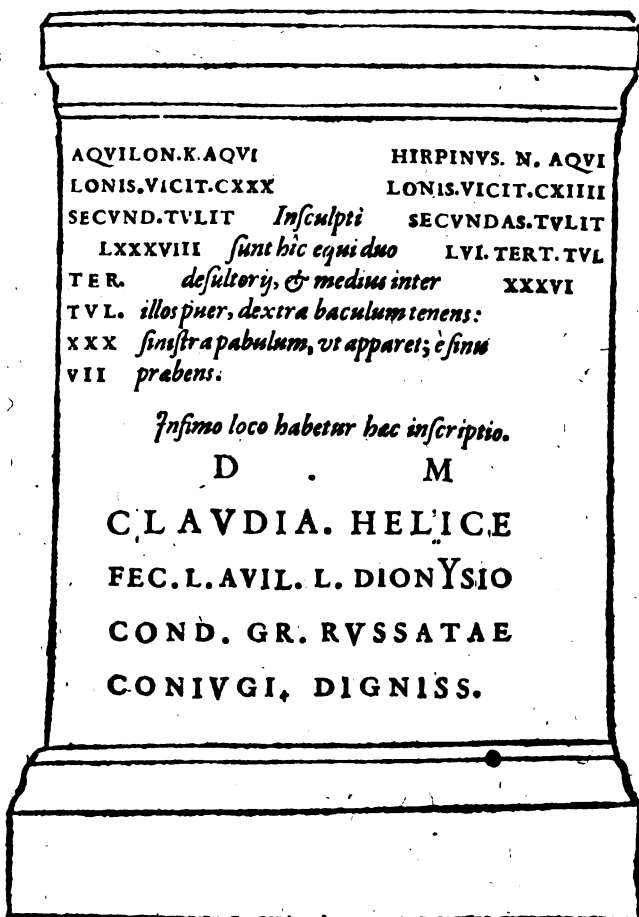 AQVILON.K.AQVI HIRPINVS. N. AQVI
LONIS.VICIT.CXXX LONIS.VICIT.CXIIII
SECVND.TVLIT Inſculpti SECVNDAS.TVLIT
LXXXVIII ſunt hîc equi duo LVI. TERT. TVL
TER. deſultorij, & medius inter XXXVI
TVL. illos puer, dextra baculum tenens:
XXX ſiniſtra pabulum, vt apparet; è ſinu
VII præbens.
Infimo loco habetur hæc inſcriptio.
D . M
CLAVDIA. HELICE
FEC. L. AVIL. L. DIONYSIO
COND. GR. RVSSATAE
CONIVGI. DIGNISS.